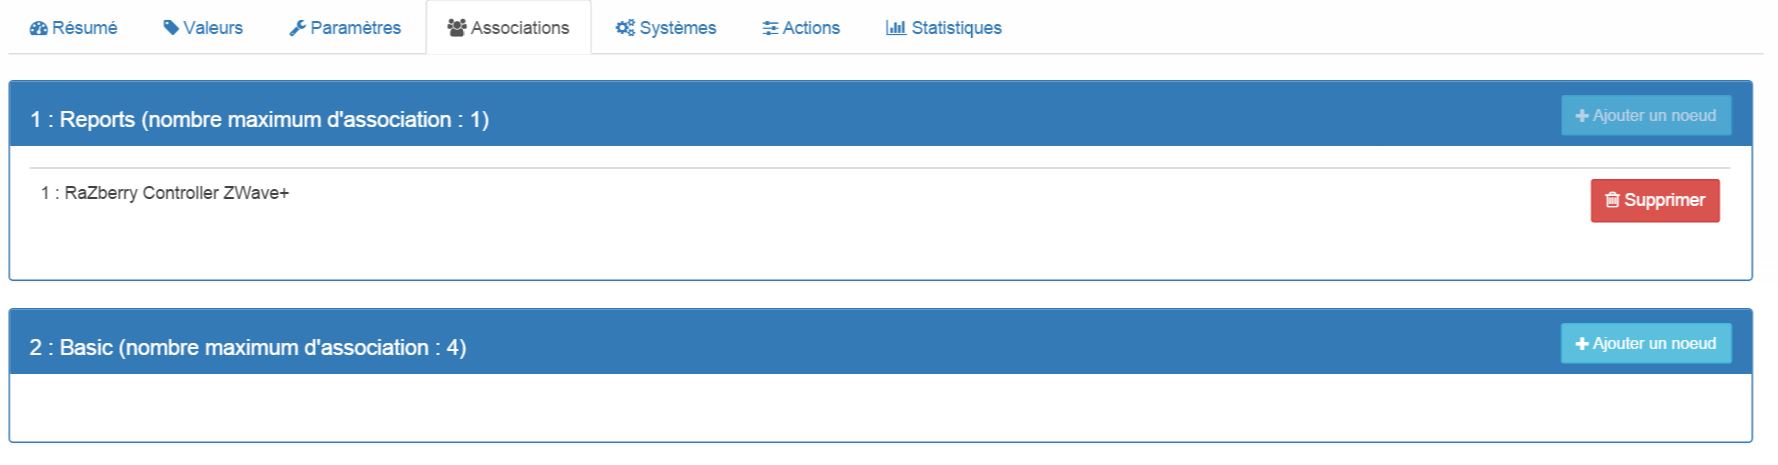 Résumé Valeurs Paramètres Associations Systèmes Actions Statistiques
1 : Reports (nombre maximum d'association : 1)
+ Ajouter un noeud
1 : RaZberry Controller ZWave+
Supprimer
2 : Basic (nombre maximum d'association : 4)
+ Ajouter un noeud